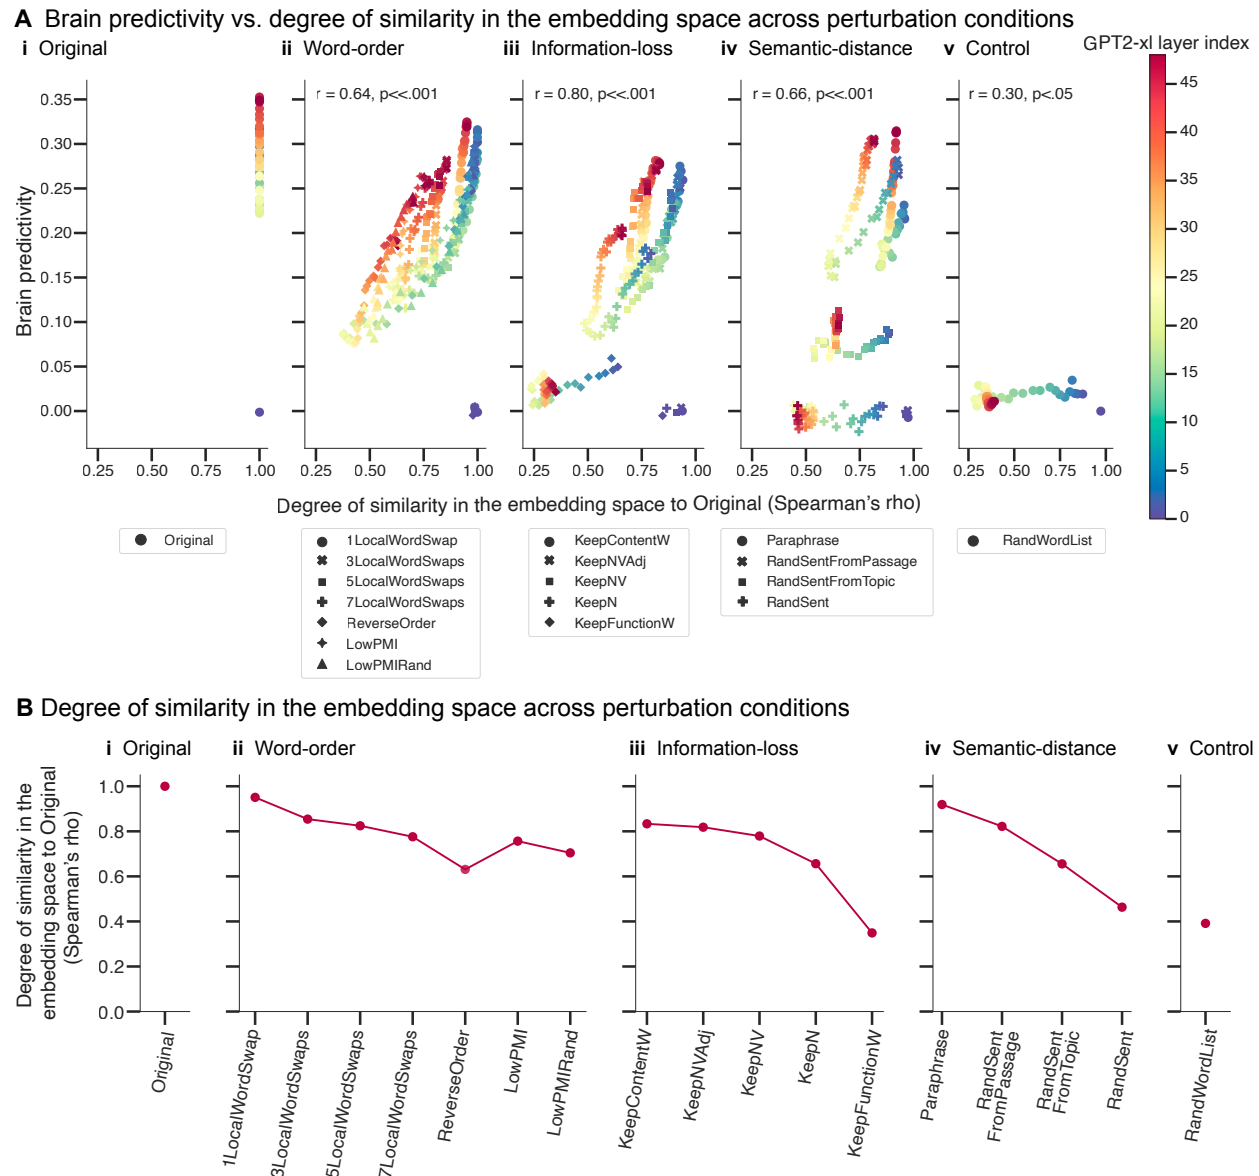 A Brain predictivity vs. degree of similarity in the embedding space across perturbation conditions
i Original
ii Word-order
iii Information-loss
iv Semantic-distance
v Control
GPT2-xl layer index
r = 0.64, p<<.001
r = 0.80, p<<.001
r = 0.66, p<<.001
r = 0.30, p<.05
Brain predictivity
0.35
0.30
0.25
0.20
0.15
0.10
0.05
0.00
45
40
35
30
25
20
15
10
5
0
0.25 0.50 0.75 1.00
0.25 0.50 0.75 1.00
0.25 0.50 0.75 1.00
0.25 0.50 0.75 1.00
0.25 0.50 0.75 1.00
Degree of similarity in the embedding space to Original (Spearman's rho)
Original
1LocalWordSwap
3LocalWordSwaps
5LocalWordSwaps
7LocalWordSwaps
ReverseOrder
LowPMI
LowPMIRand
KeepContentW
KeepNVAdj
KeepNV
KeepN
KeepFunctionW
Paraphrase
RandSentFromPassage
RandSentFromTopic
RandSent
RandWordList
B Degree of similarity in the embedding space across perturbation conditions
i Original
ii Word-order
iii Information-loss
iv Semantic-distance
v Control
Degree of similarity in the
embedding space to Original
(Spearman's rho)
1.0
0.8
0.6
0.4
0.2
0.0
Original
1LocalWordSwap
3LocalWordSwaps
5LocalWordSwaps
7LocalWordSwaps
ReverseOrder
LowPMI
LowPMIRand
KeepContentW
KeepNVAdj
KeepNV
KeepN
KeepFunctionW
Paraphrase
RandSent
FromPassage
RandSent
FromTopic
RandSent
RandWordList